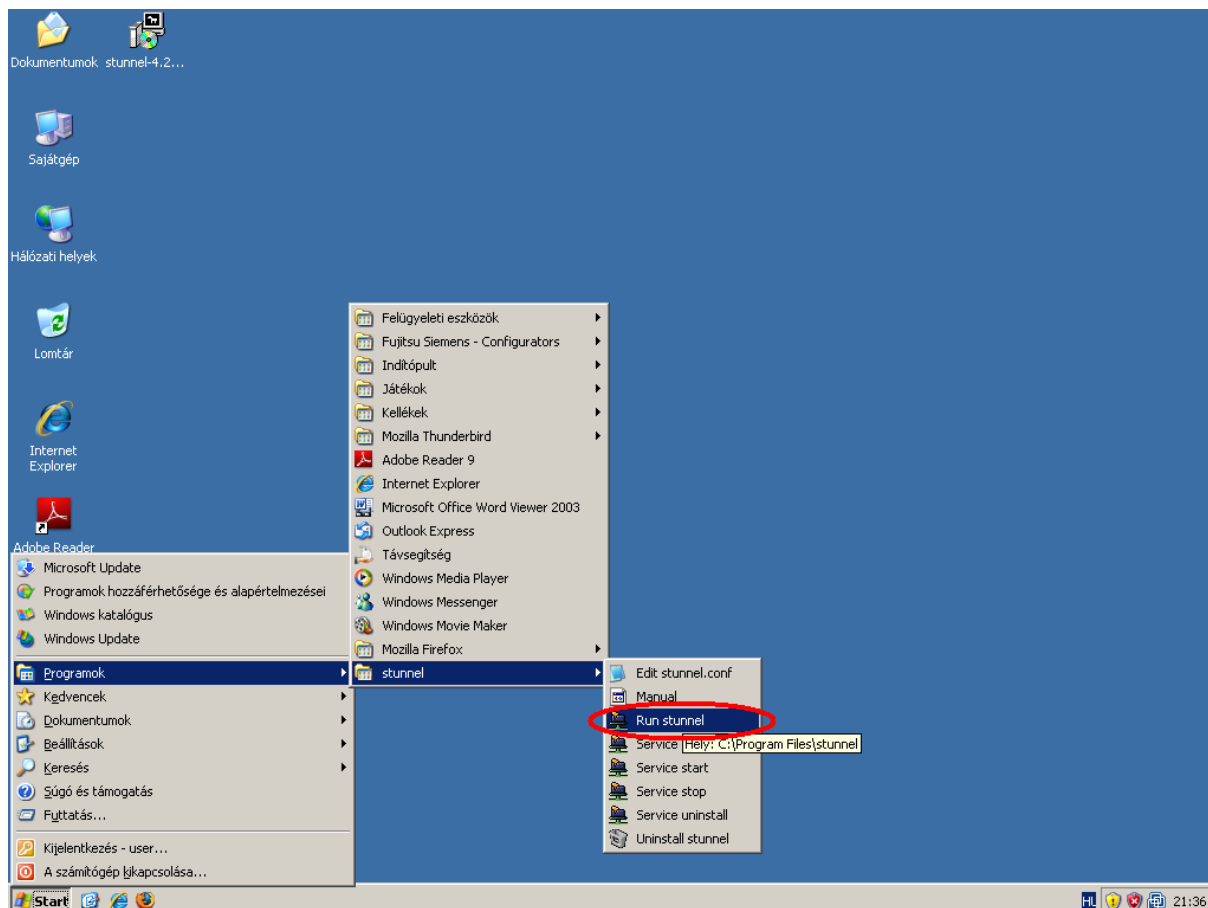 Dokumentumok
stunnel-4.2...
Sajátgép
Hálózati helyek
Lomtár
Internet
Explorer
Adobe Reader
Microsoft Update
Programok hozzáférhetősége és alapértelmezései
Windows katalógus
Windows Update
Programok
Kedvencek
Dokumentumok
Beállítások
Keresés
Súgó és támogatás
Futtatás...
Kijelentkezés - user...
A számítógép kikapcsolása...
Felügyeleti eszközök
Fujitsu Siemens - Configurators
Indítópult
Játékok
Kellékek
Mozilla Thunderbird
Adobe Reader 9
Internet Explorer
Microsoft Office Word Viewer 2003
Outlook Express
Távsegítség
Windows Media Player
Windows Messenger
Windows Movie Maker
Mozilla Firefox
stunnel
Edit stunnel.conf
Manual
Run stunnel
Service
Hely: C:\Program Files\stunnel
Service start
Service stop
Service uninstall
Uninstall stunnel
Start
HU
21:36